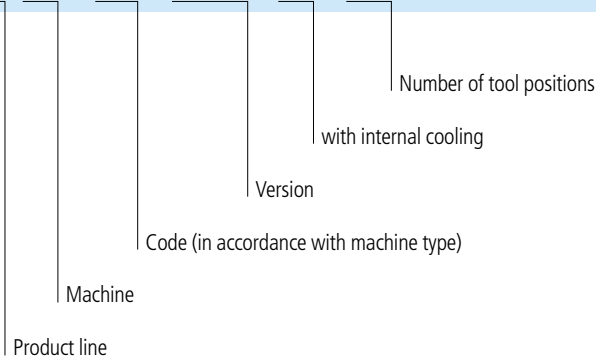 Number of tool positions
with internal cooling
Version
Code (in accordance with machine type)
Machine
Product line